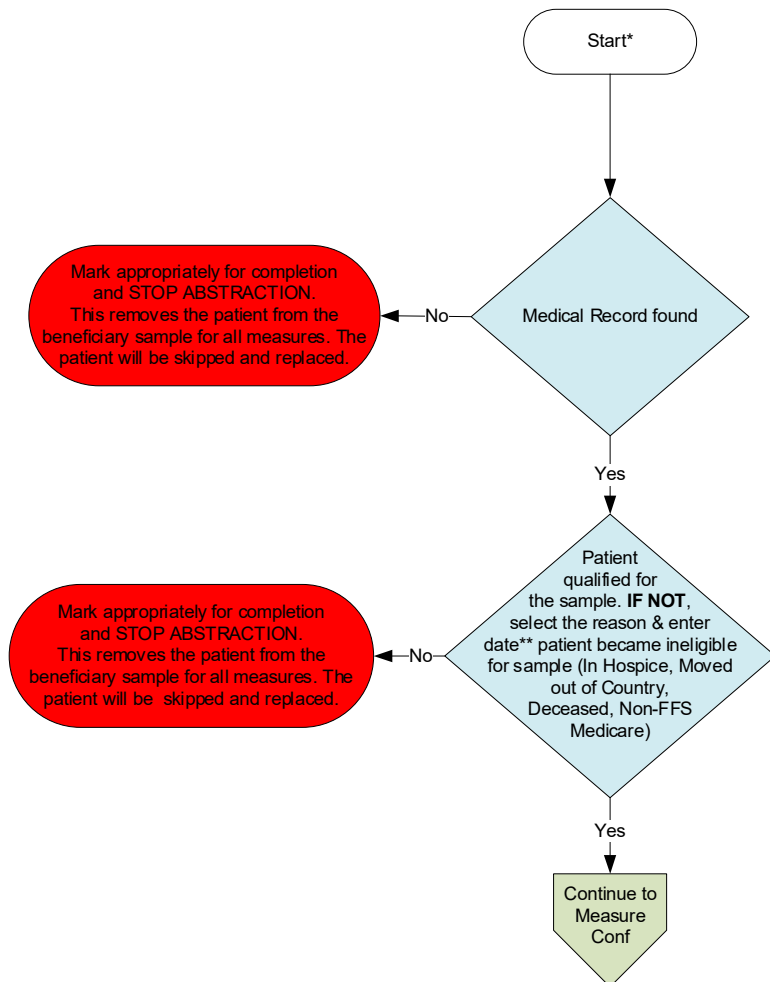 Start*
Medical Record found
No
Mark appropriately for completion
and STOP ABSTRACTION.
This removes the patient from the
beneficiary sample for all measures. The
patient will be skipped and replaced.
Yes
Patient
qualified for
the sample. IF NOT,
select the reason & enter
date** patient became ineligible
for sample (In Hospice, Moved
out of Country,
Deceased, Non-FFS
Medicare)
No
Mark appropriately for completion
and STOP ABSTRACTION.
This removes the patient from the
beneficiary sample for all measures. The
patient will be  skipped and replaced.
Yes
Continue to
Measure
Conf